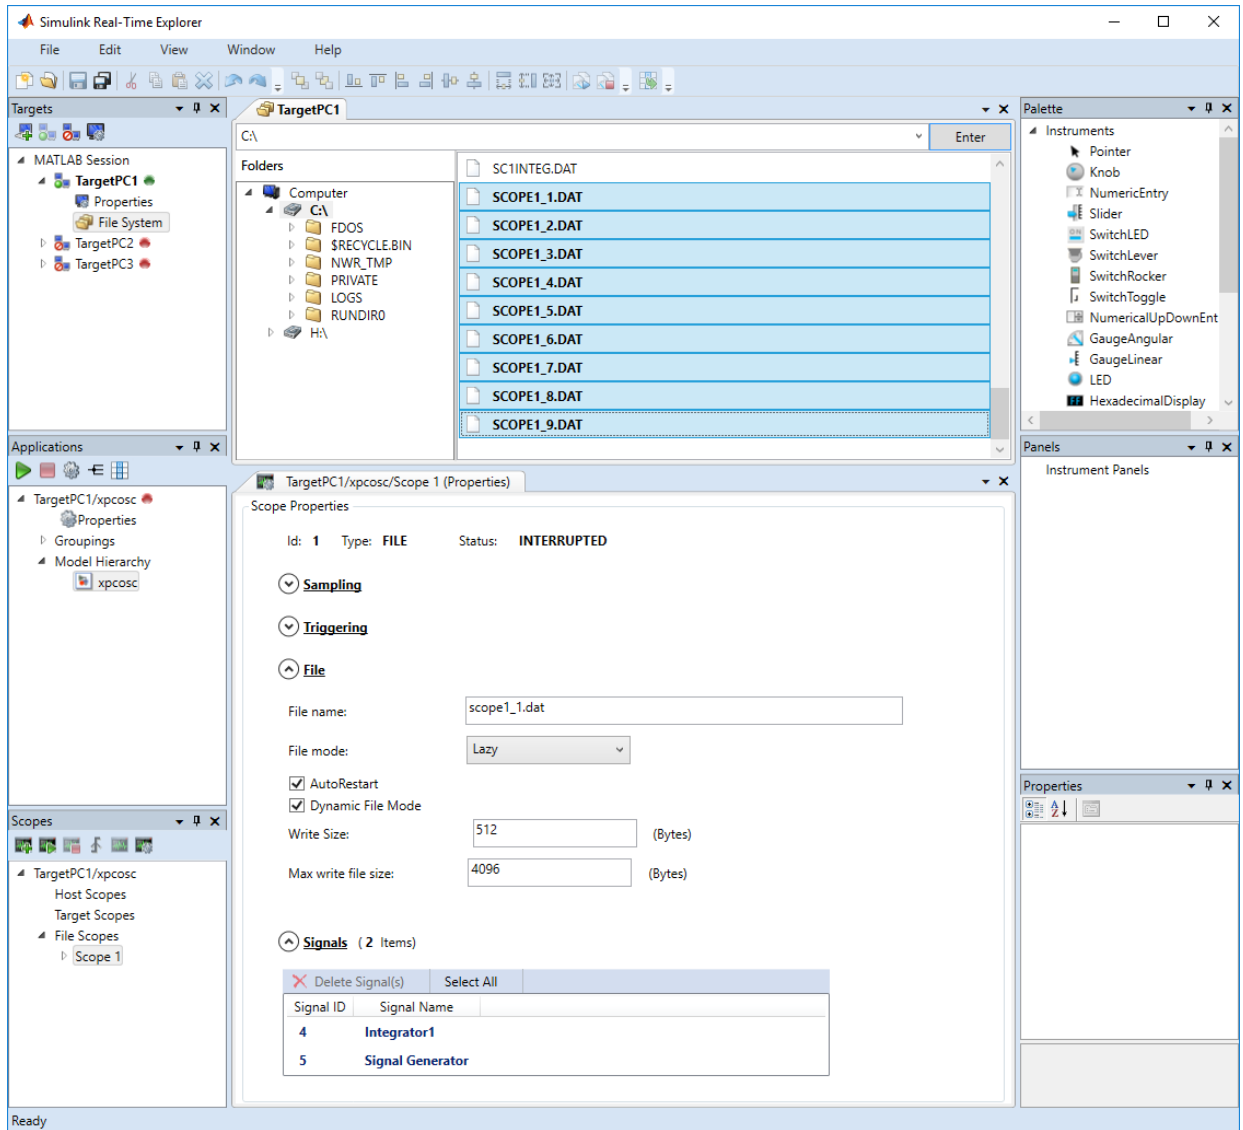 Simulink Real-Time Explorer
File Edit View Window Help
Targets
MATLAB Session
TargetPC1
Properties
File System
TargetPC2
TargetPC3
TargetPC1
C:\
Enter
Folders
Computer
C:\
FDOS
$RECYCLE.BIN
NWR_TMP
PRIVATE
LOGS
RUNDIR0
H:\
SC1INTEG.DAT
SCOPE1_1.DAT
SCOPE1_2.DAT
SCOPE1_3.DAT
SCOPE1_4.DAT
SCOPE1_5.DAT
SCOPE1_6.DAT
SCOPE1_7.DAT
SCOPE1_8.DAT
SCOPE1_9.DAT
Palette
Instruments
Pointer
Knob
NumericEntry
Slider
SwitchLED
SwitchLever
SwitchRocker
SwitchToggle
NumericalUpDownEnt
GaugeAngular
GaugeLinear
LED
HexadecimalDisplay
Applications
TargetPC1/xpcosc
Properties
Groupings
Model Hierarchy
xpcosc
TargetPC1/xpcosc/Scope 1 (Properties)
Scope Properties
Id: 1 Type: FILE Status: INTERRUPTED
Sampling
Triggering
File
File name: scope1_1.dat
File mode: Lazy
AutoRestart
Dynamic File Mode
Write Size: 512 (Bytes)
Max write file size: 4096 (Bytes)
Signals ( 2 Items)
Delete Signal(s) Select All
Signal ID Signal Name
4 Integrator1
5 Signal Generator
Panels
Instrument Panels
Properties
Scopes
TargetPC1/xpcosc
Host Scopes
Target Scopes
File Scopes
Scope 1
Ready